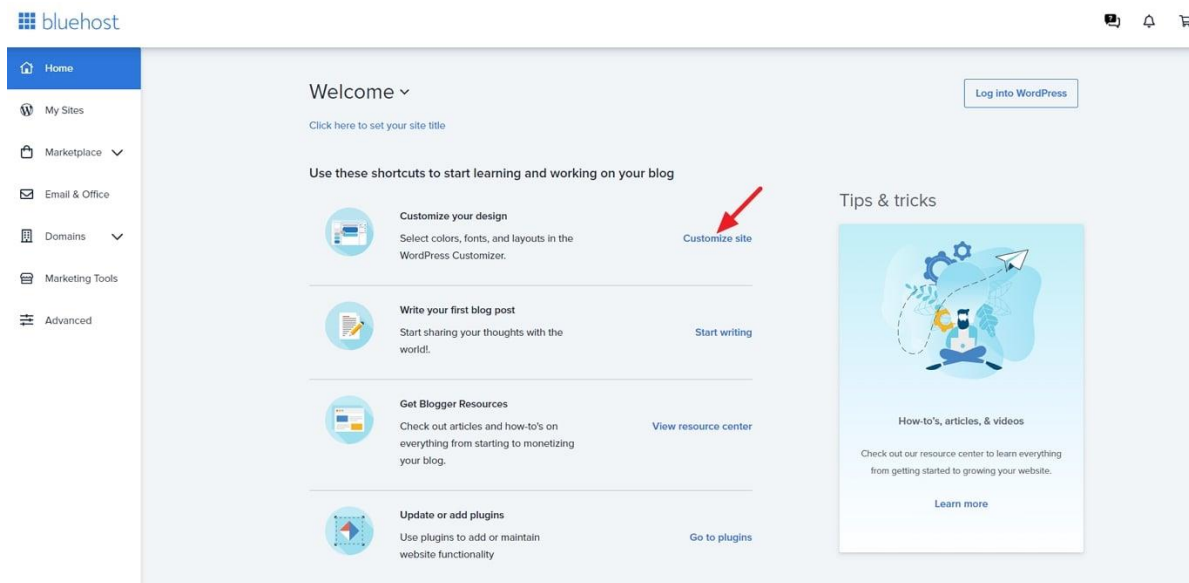 bluehost
Home
My Sites
Marketplace
Email & Office
Domains
Marketing Tools
Advanced
Welcome
Log into WordPress
Click here to set your site title
Use these shortcuts to start learning and working on your blog
Customize your design
Select colors, fonts, and layouts in the
WordPress Customizer.
Customize site
Write your first blog post
Start sharing your thoughts with the
world!.
Start writing
Get Blogger Resources
Check out articles and how-to's on
everything from starting to monetizing
your blog.
View resource center
Update or add plugins
Use plugins to add or maintain
website functionality
Go to plugins
Tips & tricks
How-to's, articles, & videos
Check out our resource center to learn everything
from getting started to growing your website.
Learn more